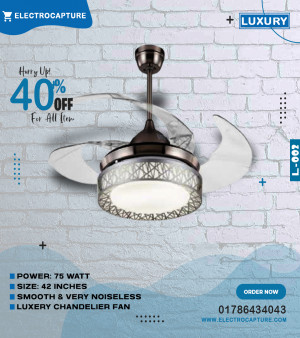 ELECTROCAPTURE
LUXURY
Hurry Up!
40% OFF
For All Item
L-002
POWER: 75 WATT
SIZE: 42 INCHES
SMOOTH & VERY NOISELESS
LUXERY CHANDELIER FAN
ORDER NOW
01786434043
WWW.ELECTROCAPTURE.COM